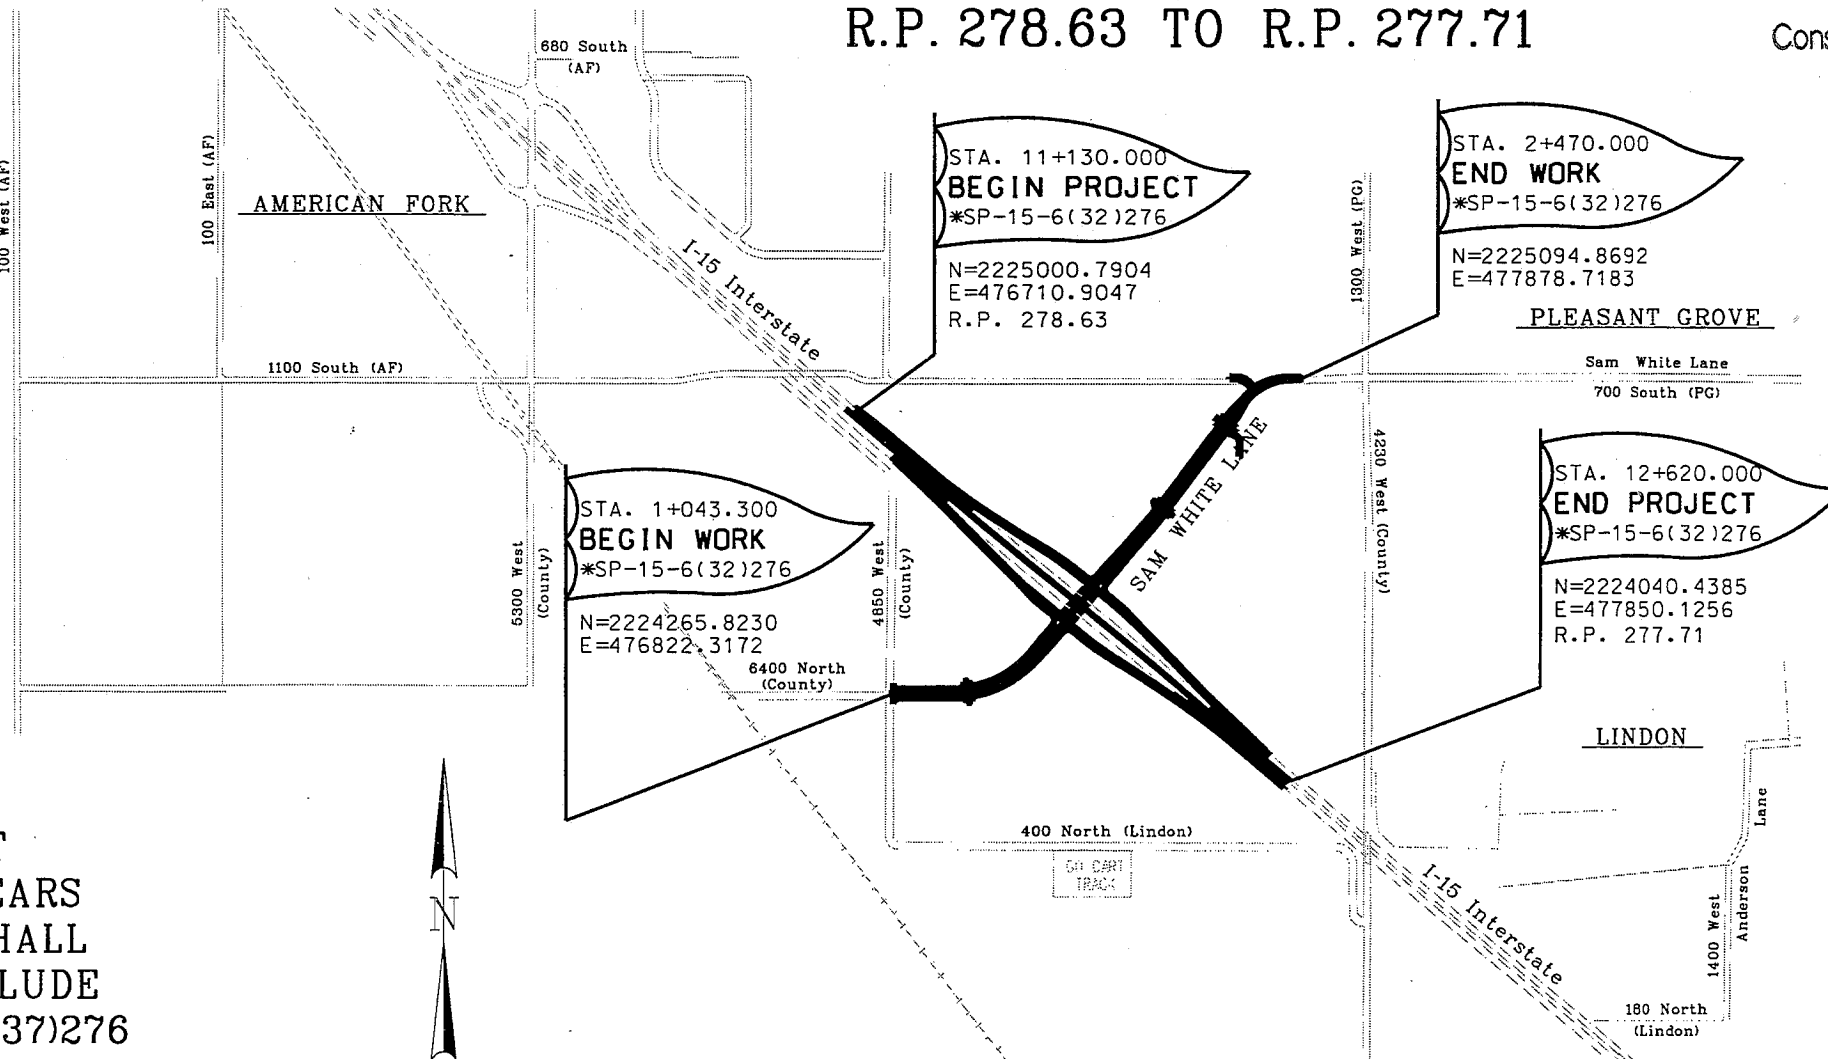 R.P. 278.63 TO R.P. 277.71
680 South
(AF)
100 West (AF)
100 East (AF)
AMERICAN FORK
I-15 Interstate
STA. 11+130.000
BEGIN PROJECT
*SP-15-6(32)276
N=2225000.7904
E=476710.9047
R.P. 278.63
1300 West (PG)
STA. 2+470.000
END WORK
*SP-15-6(32)276
N=2225094.8692
E=477878.7183
PLEASANT GROVE
1100 South (AF)
Sam White Lane
700 South (PG)
SAM WHITE LANE
4230 West (County)
STA. 12+620.000
END PROJECT
*SP-15-6(32)276
N=2224040.4385
E=477850.1256
R.P. 277.71
STA. 1+043.300
BEGIN WORK
*SP-15-6(32)276
N=2224265.8230
E=476822.3172
5300 West
(County)
4850 West
(County)
6400 North
(County)
LINDON
400 North (Lindon)
GO CART
TRACK
I-15 Interstate
Anderson Lane
1400 West
180 North
(Lindon)
N
37)276